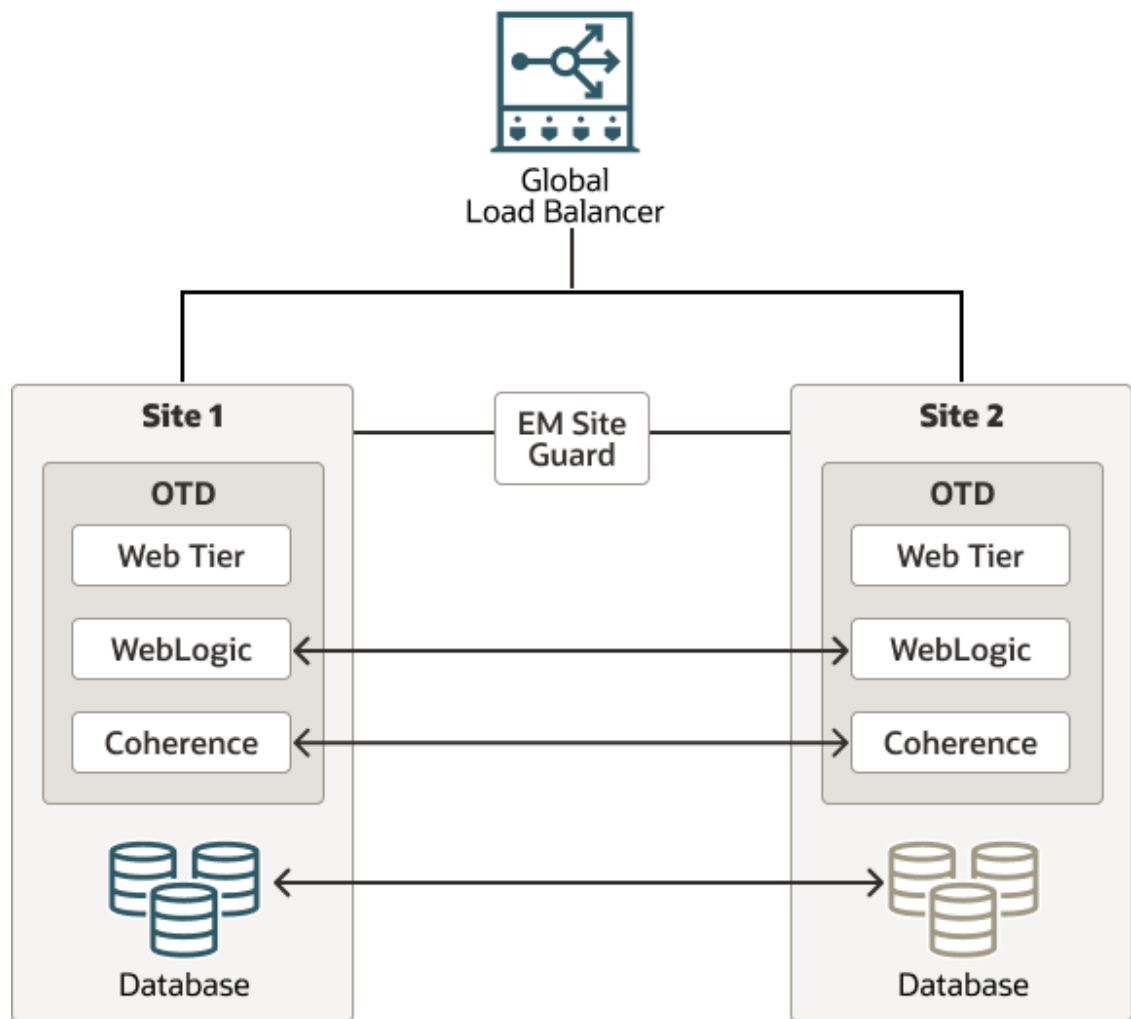 Global
Load Balancer
Site 1
EM Site
Guard
Site 2
OTD
OTD
Web Tier
Web Tier
WebLogic
WebLogic
Coherence
Coherence
Database
Database